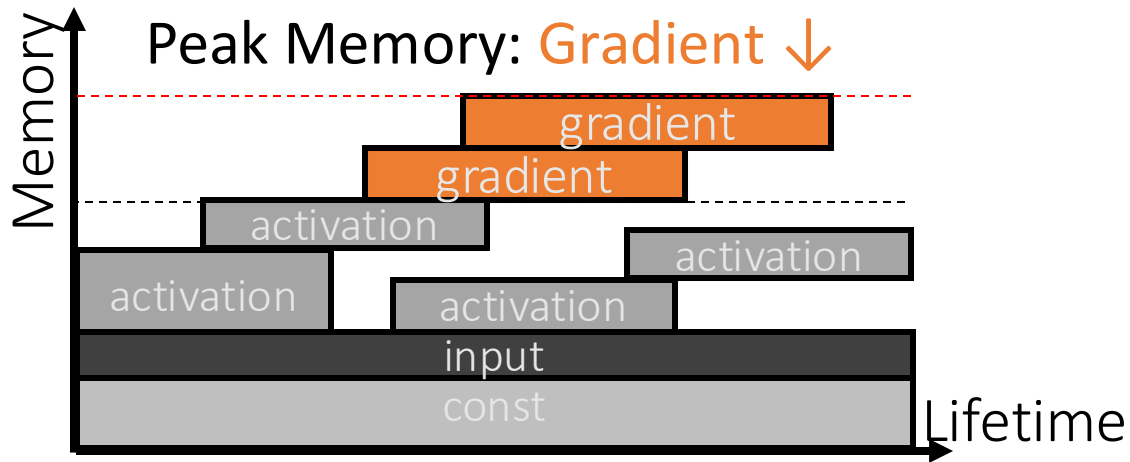 Peak Memory: Gradient ↓
Memory
gradient
gradient
activation
activation
activation
activation
input
const
Lifetime